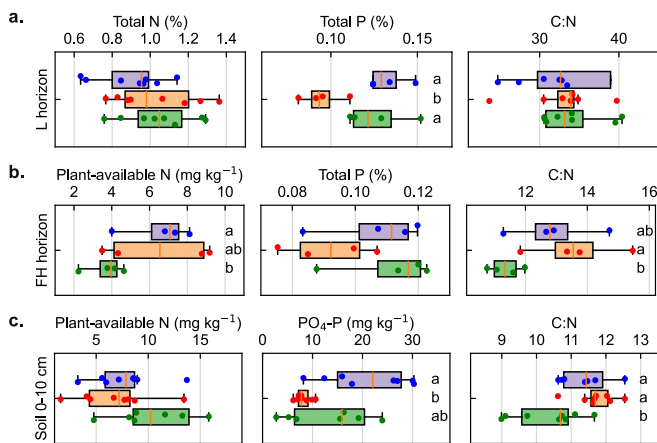 a.
Total N (%)
Total P (%)
C:N
0.6 0.8 1.0 1.2 1.4
0.10 0.15
30 40
L horizon
a
b
a
b.
Plant-available N (mg kg⁻¹)
Total P (%)
C:N
2 4 6 8 10
0.08 0.10 0.12
12 14 16
FH horizon
a
ab
b
ab
a
b
c.
Plant-available N (mg kg⁻¹)
PO₄-P (mg kg⁻¹)
C:N
5 10 15
0 10 20 30
9 10 11 12 13
Soil 0-10 cm
a
b
ab
a
a
b